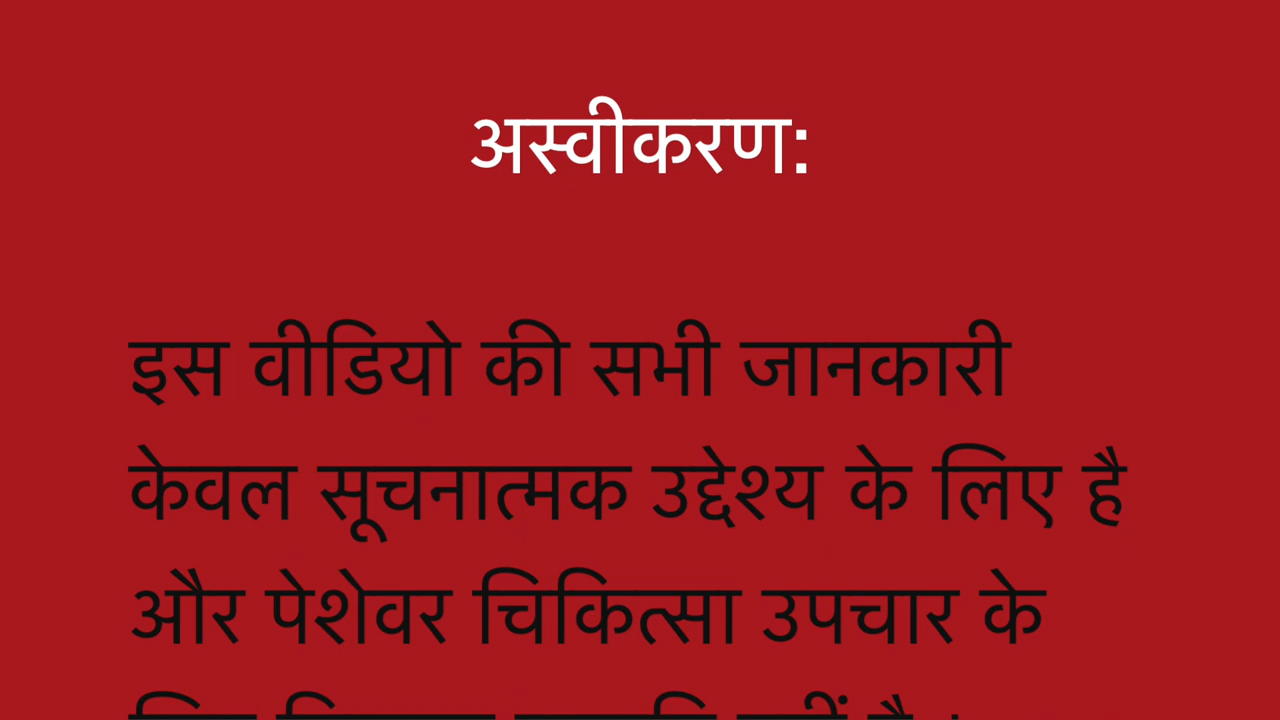 अस्वीकरण:
इस वीडियो की सभी जानकारी
केवल सूचनात्मक उद्देश्य के लिए है
और पेशेवर चिकित्सा उपचार के